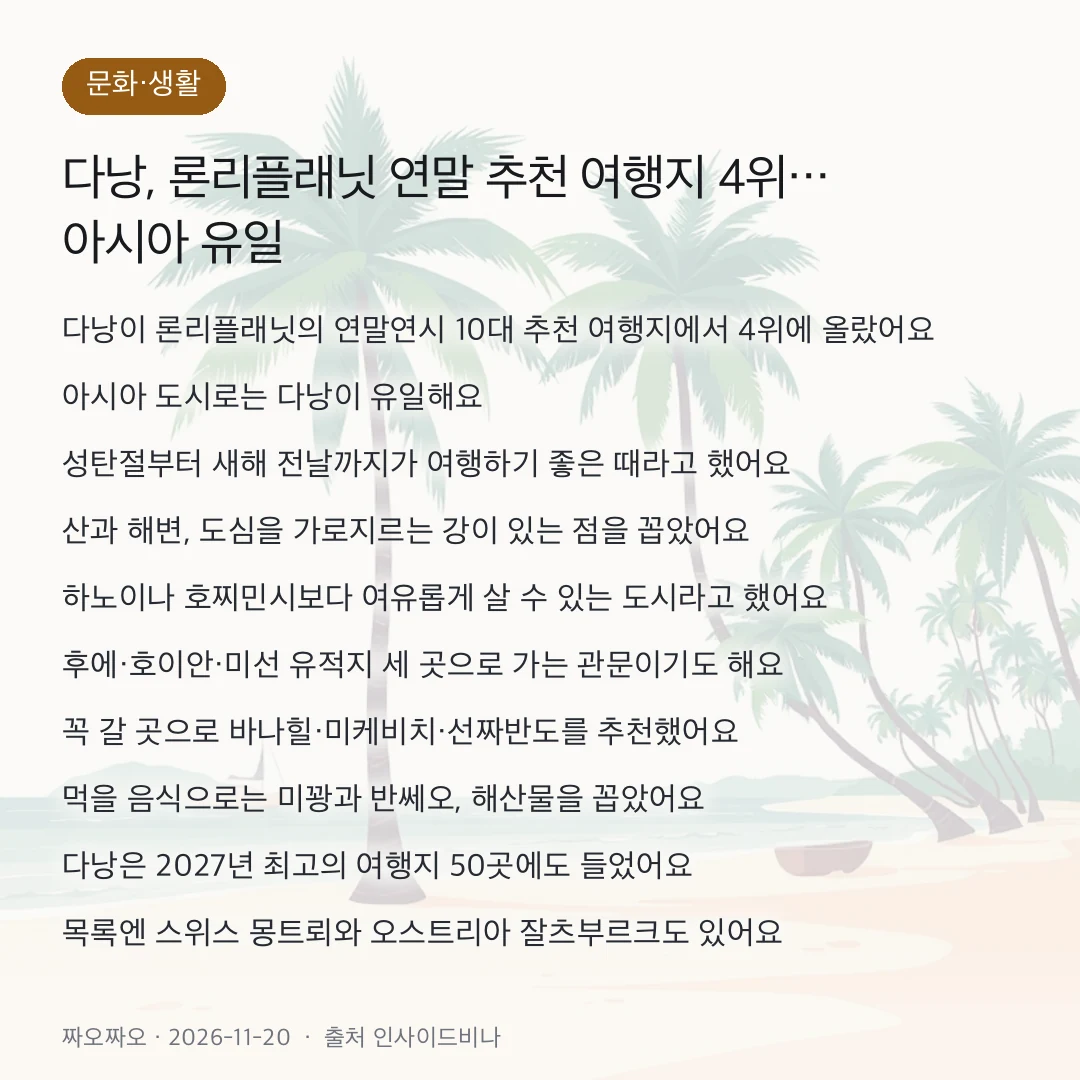 문화·생활
다낭, 론리플래닛 연말 추천 여행지 4위…
아시아 유일
다낭이 론리플래닛의 연말연시 10대 추천 여행지에서 4위에 올랐어요
아시아 도시로는 다낭이 유일해요
성탄절부터 새해 전날까지가 여행하기 좋은 때라고 했어요
산과 해변, 도심을 가로지르는 강이 있는 점을 꼽았어요
하노이나 호찌민시보다 여유롭게 살 수 있는 도시라고 했어요
후에·호이안·미선 유적지 세 곳으로 가는 관문이기도 해요
꼭 갈 곳으로 바나힐·미케비치·선짜반도를 추천했어요
먹을 음식으로는 미꽝과 반쎄오, 해산물을 꼽았어요
다낭은 2027년 최고의 여행지 50곳에도 들었어요
목록엔 스위스 몽트뢰와 오스트리아 잘츠부르크도 있어요
짜오짜오 · 2026-11-20 · 출처 인사이드비나